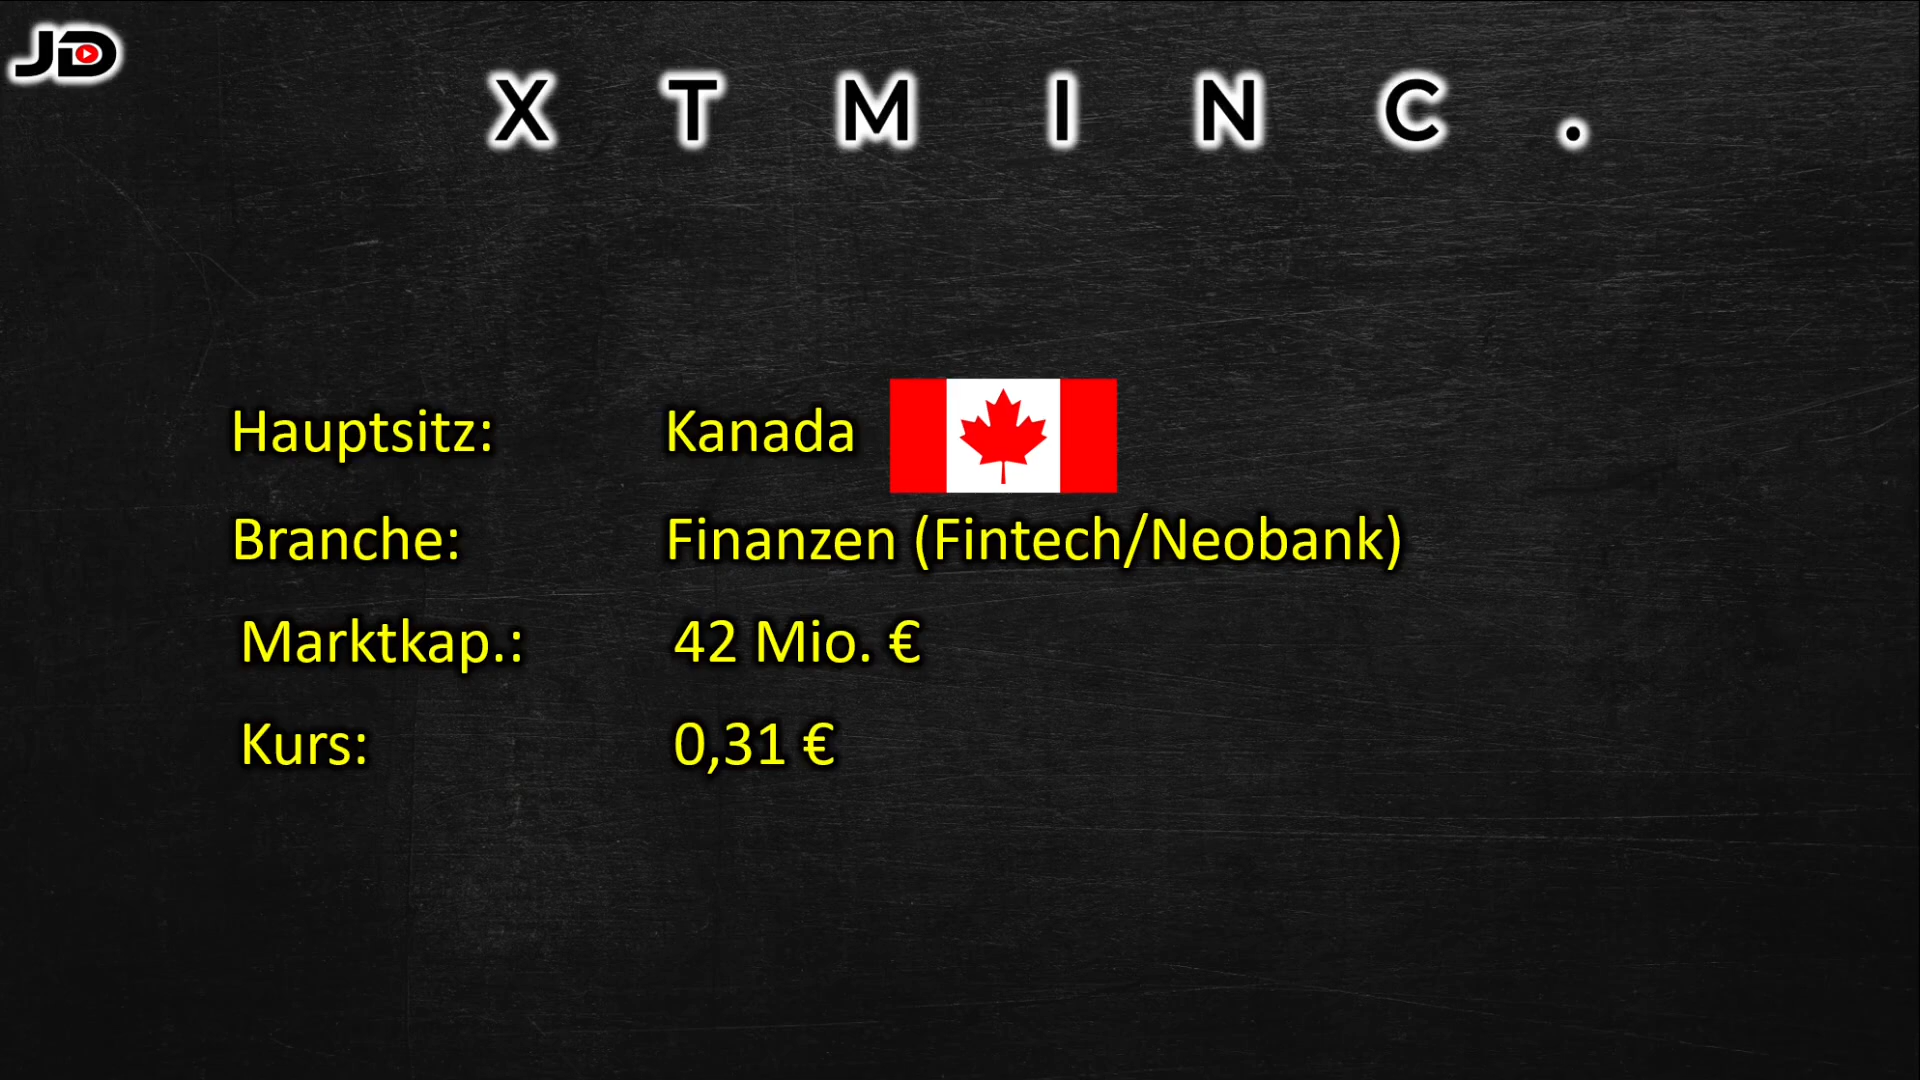 JD
X T M I N C .
Hauptsitz: Kanada
Branche: Finanzen (Fintech/Neobank)
Marktkap.: 42 Mio. €
Kurs: 0,31 €